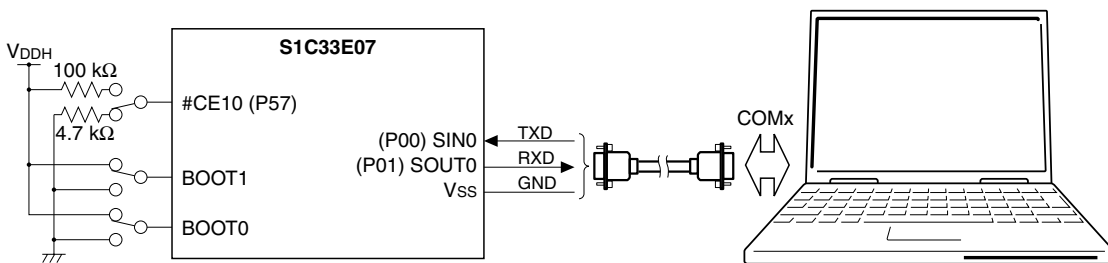 S1C33E07
VDDH
100 kΩ
#CE10 (P57)
4.7 kΩ
BOOT1
BOOT0
(P00) SIN0
TXD
(P01) SOUT0
RXD
VSS
GND
COMx